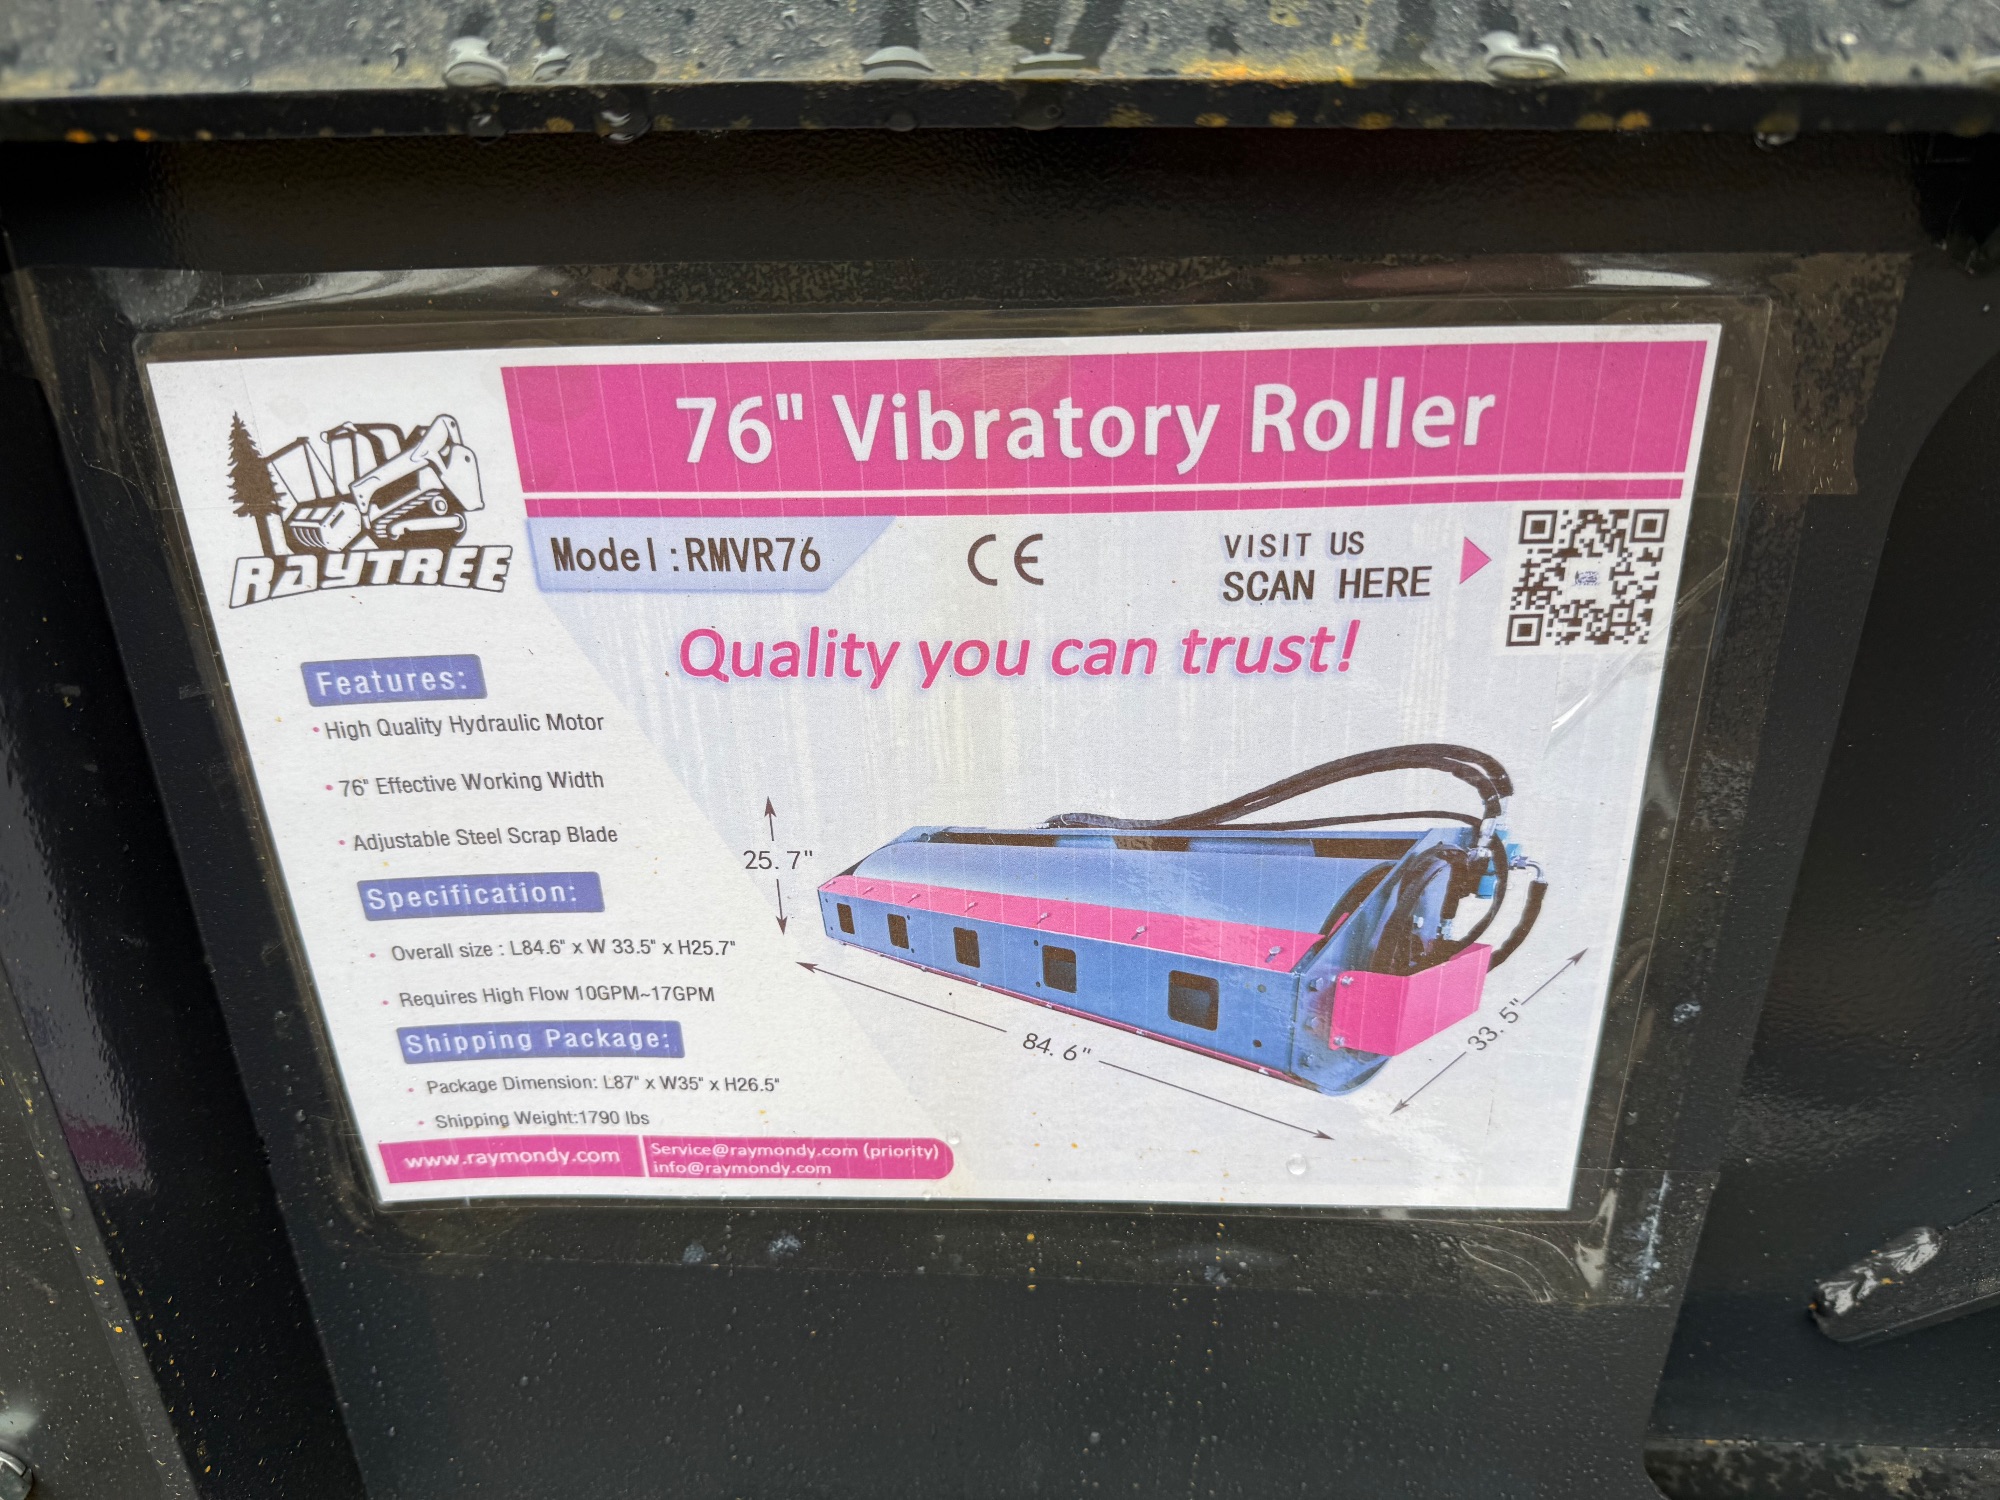 76" Vibratory Roller
RAYTREE
Model:RMVR76
CE
VISIT US
SCAN HERE
Quality you can trust!
Features:
• High Quality Hydraulic Motor
• 76" Effective Working Width
• Adjustable Steel Scrap Blade
Specification:
• Overall size : L84.6" x W 33.5" x H25.7"
• Requires High Flow 10GPM~17GPM
Shipping Package:
• Package Dimension: L87" x W35" x H26.5"
• Shipping Weight:1790 lbs
25.7"
84.6"
33.5"
www.raymondy.com
Service@raymondy.com (priority)
info@raymondy.com